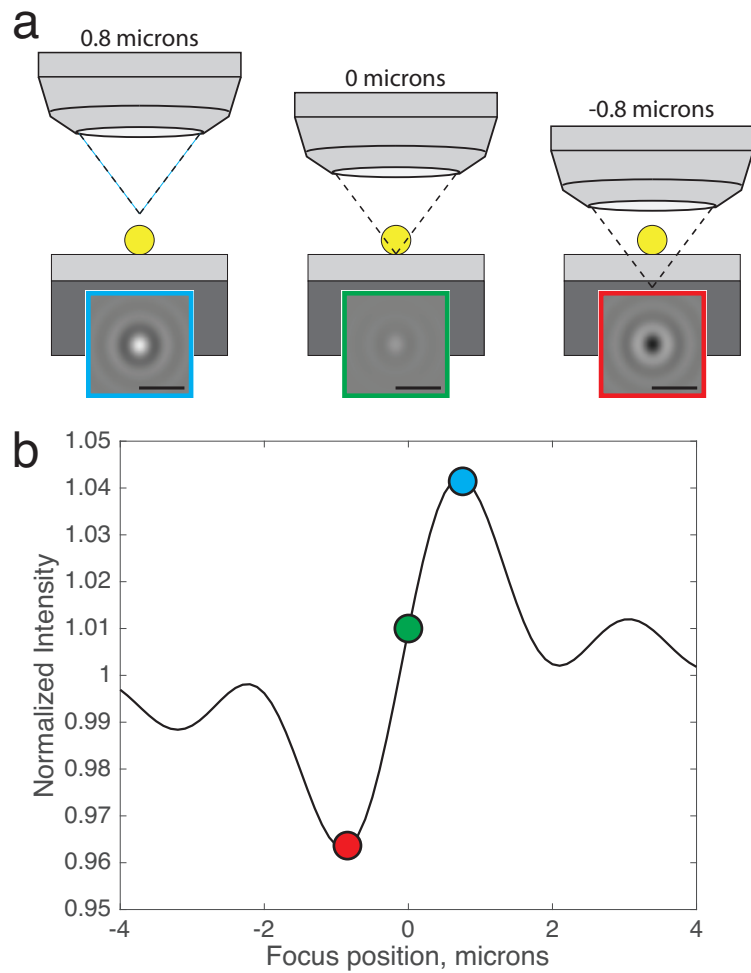 a
0.8 microns
0 microns
-0.8 microns
b
1.05
1.04
1.03
1.02
1.01
1
0.99
0.98
0.97
0.96
0.95
Normalized Intensity
-4
-2
0
2
4
Focus position, microns